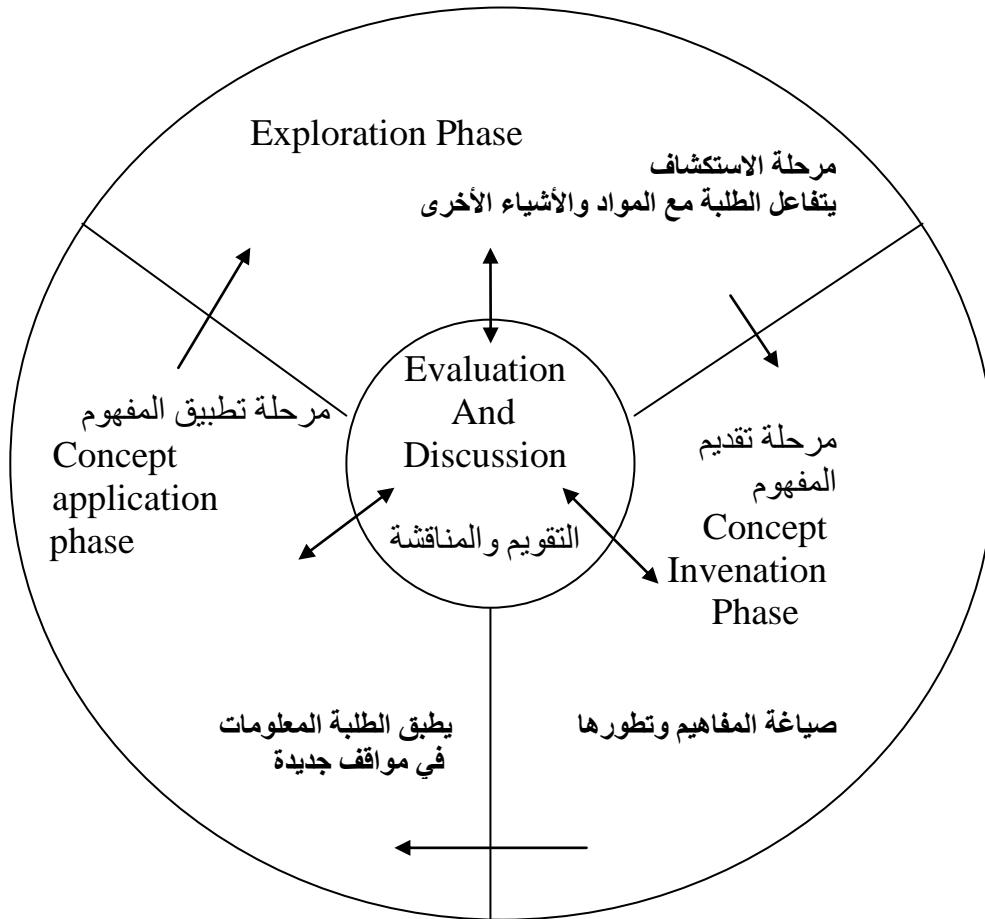 Exploration Phase
مرحلة الاستكشاف
يتفاعل الطلبة مع المواد والأشياء الأخرى
Evaluation
And
Discussion
التقويم والمناقشة
مرحلة تقديم
المفهوم
Concept
Invenation
Phase
صياغة المفاهيم وتطورها
مرحلة تطبيق المفهوم
Concept
application
phase
يطبق الطلبة المعلومات
في مواقف جديدة